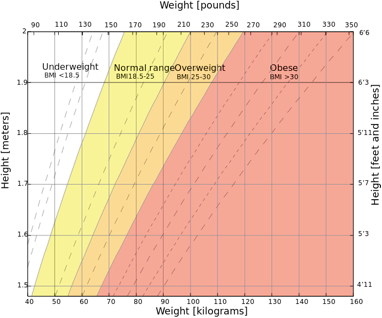 Weight [pounds]
90 110 130 150 170 190 210 230 250 270 290 310 330 350
2 6'6
Underweight Normal range Overweight Obese
BMI <18.5 BMI18.5-25 BMI 25-30 BMI >30
1.9 6'3
1.8 5'11
1.7 5'7
1.6 5'3
1.5 4'11
40 50 60 70 80 90 100 110 120 130 140 150 160
Weight [kilograms]
Height [meters]
Height [feet and inches]